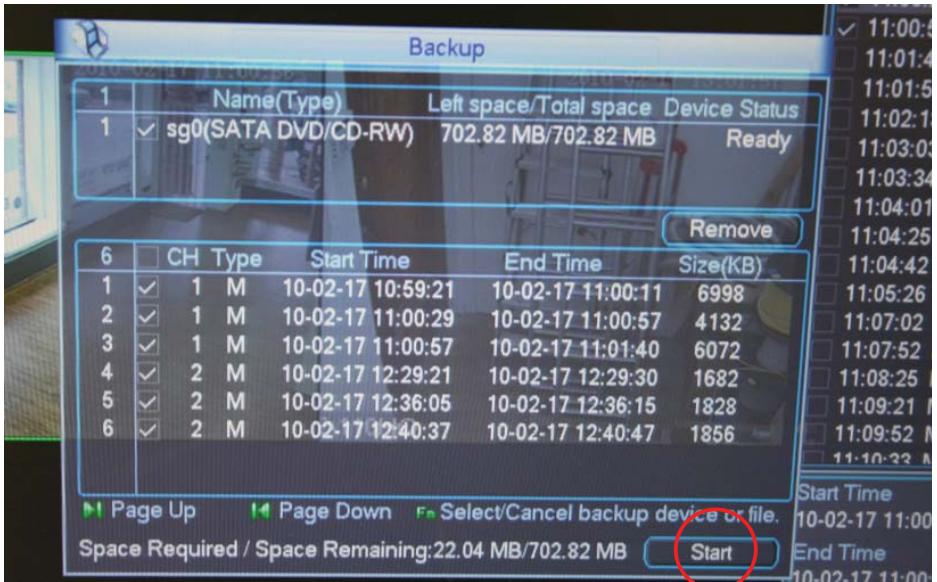 Backup
1 Name(Type) Left space/Total space Device Status
1 sg0(SATA DVD/CD-RW) 702.82 MB/702.82 MB Ready
Remove
6 CH Type Start Time End Time Size(KB)
1 1 M 10-02-17 10:59:21 10-02-17 11:00:11 6998
2 1 M 10-02-17 11:00:29 10-02-17 11:00:57 4132
3 1 M 10-02-17 11:00:57 10-02-17 11:01:40 6072
4 2 M 10-02-17 12:29:21 10-02-17 12:29:30 1682
5 2 M 10-02-17 12:36:05 10-02-17 12:36:15 1828
6 2 M 10-02-17 12:40:37 10-02-17 12:40:47 1856
Page Up Page Down Fn Select/Cancel backup device or file.
Space Required / Space Remaining:22.04 MB/702.82 MB Start
11:00:
11:01:4
11:01:5
11:02:1
11:03:0
11:03:34
11:04:01
11:04:25
11:04:42
11:05:26
11:07:02
11:07:52
11:08:25
11:09:21
11:09:52
11:10:33
Start Time
10-02-17 11:00
End Time
10-02-17 11:00